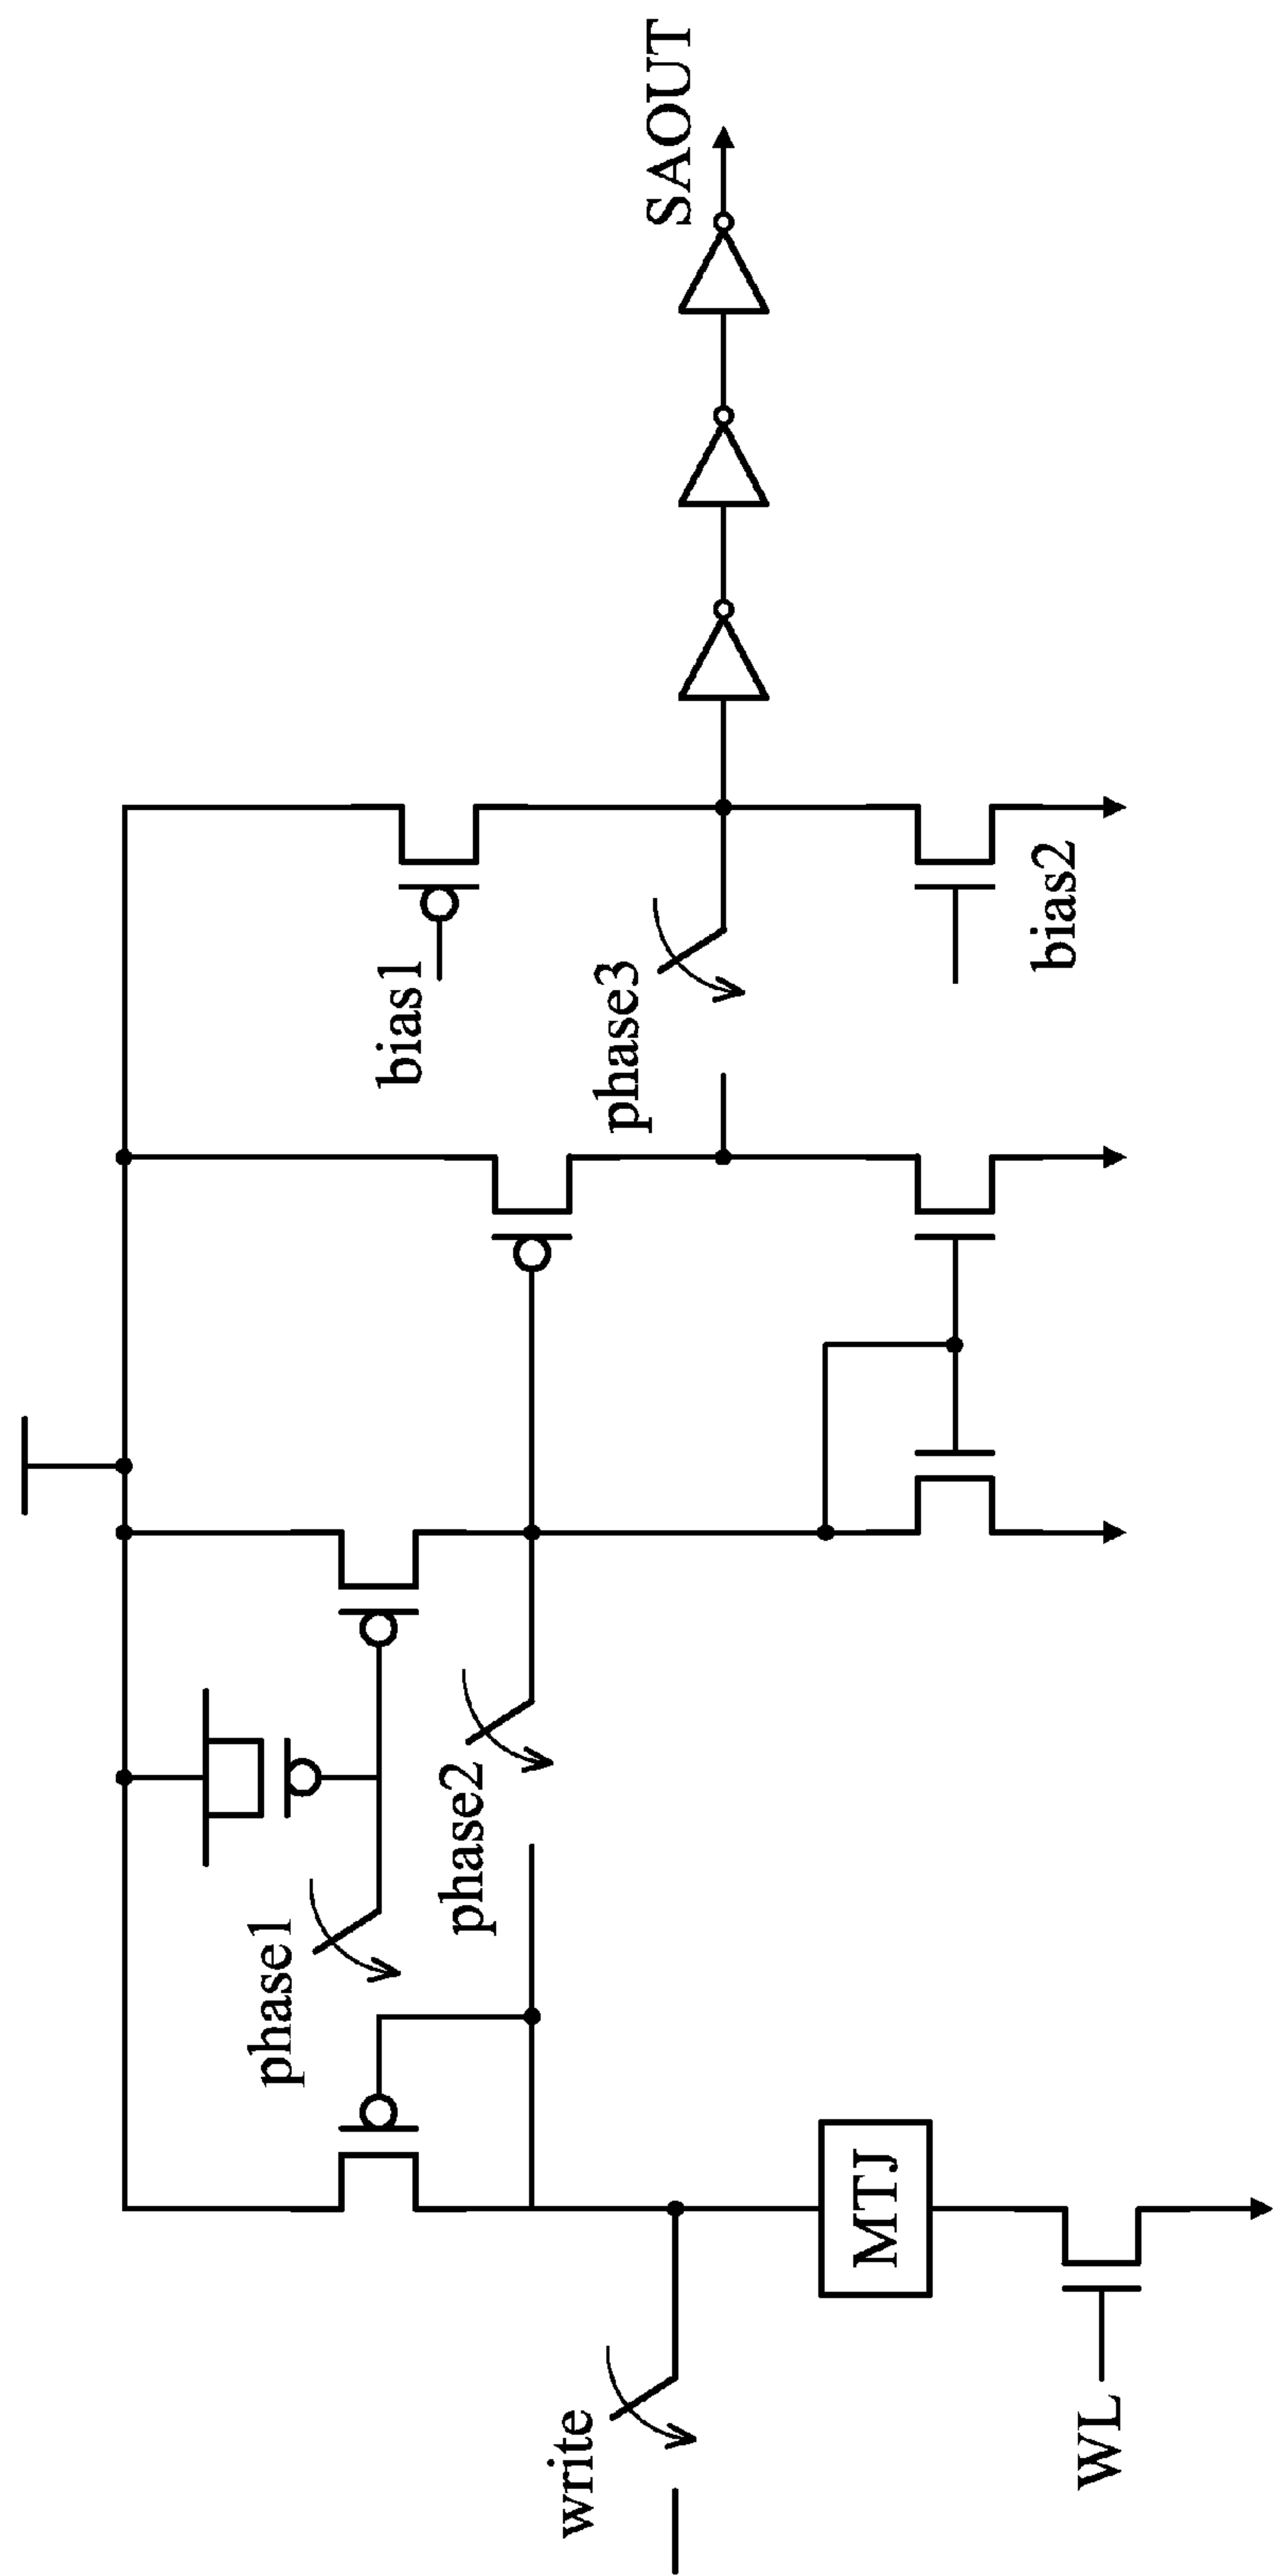 SAOUT
bias1
bias2
phase3
phase2
phase1
MTJ
write
WL